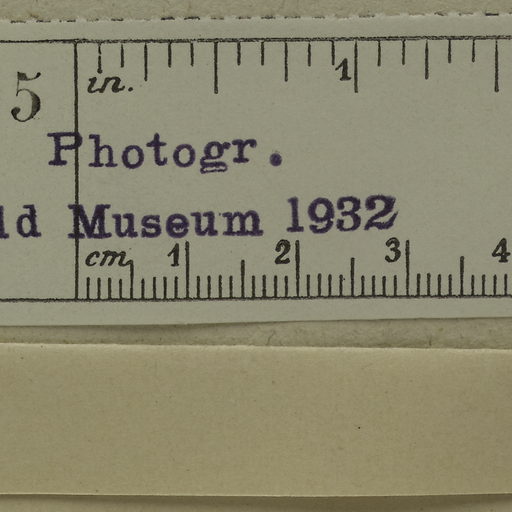 in. 1
5
Photogr.
ld Museum 1932
cm 1 2 3 4